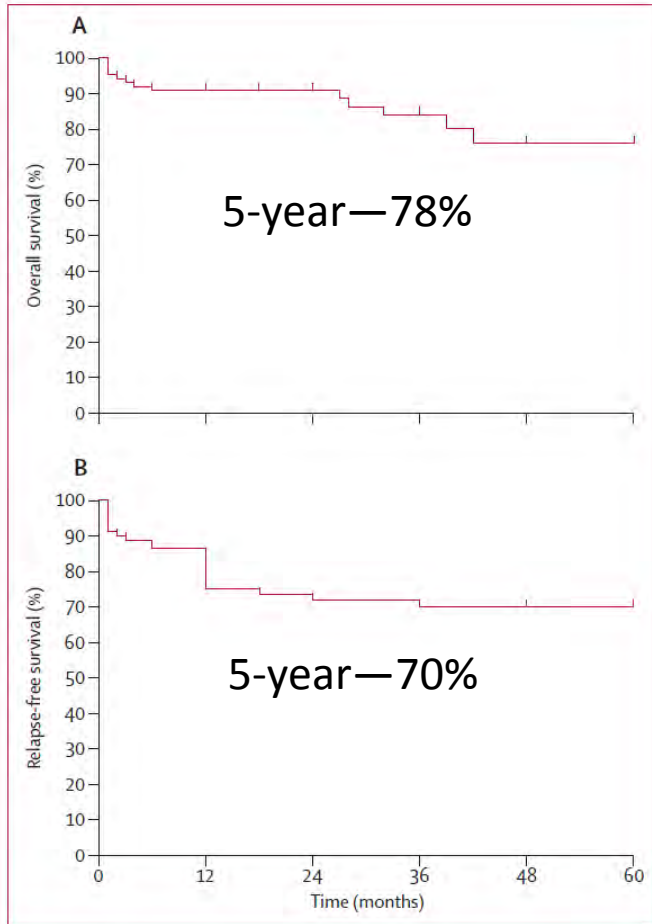 A
100
90
80
70
60
50
40
30
20
10
0
Overall survival (%)
5-year—78%
B
100
90
80
70
60
50
40
30
20
10
0
Relapse-free survival (%)
5-year—70%
0 12 24 36 48 60
Time (months)